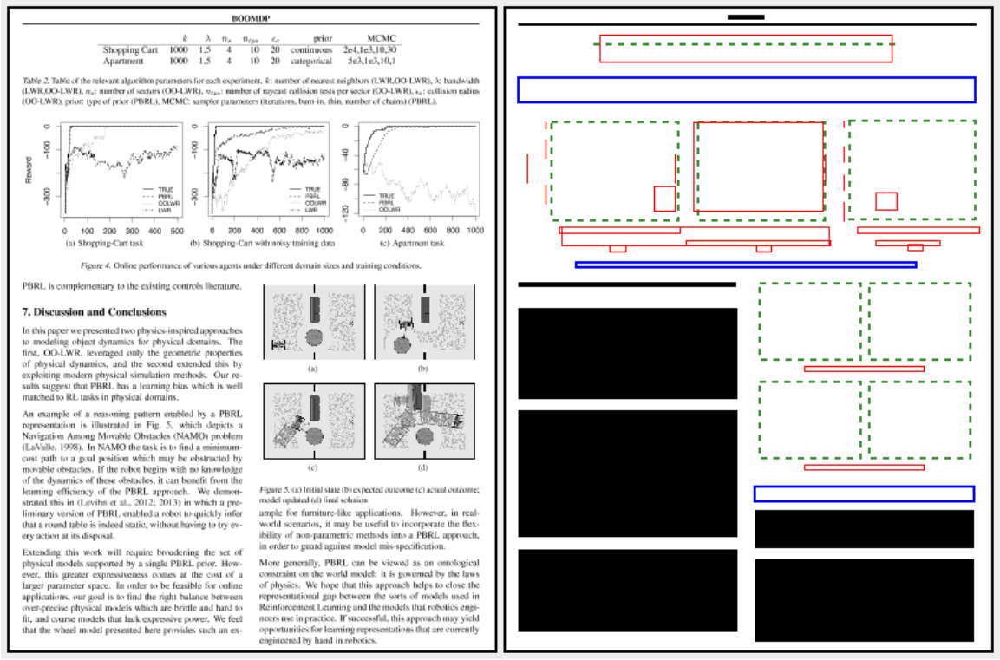 BOOMDP
k λ ns nlps ϵc prior MCMC
Shopping Cart 1000 1.5 4 10 20 continuous 2e4,1e3,10,30
Apartment 1000 1.5 4 10 20 categorical 5e3,1e3,10,1
Table 2. Table of the relevant algorithm parameters for each experiment. k: number of nearest neighbors (LWR,OO-LWR), λ: bandwidth
(LWR,OO-LWR), ns: number of sectors (OO-LWR), nlps: number of raycast collision tests per sector (OO-LWR), ϵc: collision radius
(OO-LWR), prior: type of prior (PBRL), MCMC: sampler parameters (iterations, burn-in, thin, number of chains) (PBRL).
Reward
0
-100
-300
TRUE
PBRL
OOLWR
LWR
0 100 200 300 400 500
(a) Shopping-Cart task
0
-100
-300
TRUE
PBRL
OOLWR
LWR
0 200 400 600 800 1000
(b) Shopping-Cart with noisy training data
0
-40
-80
-120
TRUE
PBRL
OOLWR
0 200 400 600 800 1000
(c) Apartment task
Figure 4. Online performance of various agents under different domain sizes and training conditions.
PBRL is complementary to the existing controls literature.
7. Discussion and Conclusions
In this paper we presented two physics-inspired approaches
to modeling object dynamics for physical domains. The
first, OO-LWR, leveraged only the geometric properties
of physical dynamics, and the second extended this by
exploiting modern physical simulation methods. Our re-
sults suggest that PBRL has a learning bias which is well
matched to RL tasks in physical domains.
An example of a reasoning pattern enabled by a PBRL
representation is illustrated in Fig. 5, which depicts a
Navigation Among Movable Obstacles (NAMO) problem
(LaValle, 1998). In NAMO the task is to find a minimum-
cost path to a goal position which may be obstructed by
movable obstacles. If the robot begins with no knowledge
of the dynamics of these obstacles, it can benefit from the
learning efficiency of the PBRL approach. We demon-
strated this in (Levihn et al., 2012; 2013) in which a pre-
liminary version of PBRL enabled a robot to quickly infer
that a round table is indeed static, without having to try ev-
ery action at its disposal.
Extending this work will require broadening the set of
physical models supported by a single PBRL prior. How-
ever, this greater expressiveness comes at the cost of a
larger parameter space. In order to be feasible for online
applications, our goal is to find the right balance between
over-precise physical models which are brittle and hard to
fit, and coarse models that lack expressive power. We feel
that the wheel model presented here provides such an ex-
(a)
(b)
(c)
(d)
Figure 5. (a) Initial state (b) expected outcome (c) actual outcome;
model updated (d) final solution
ample for furniture-like applications. However, in real-
world scenarios, it may be useful to incorporate the flex-
ibility of non-parametric methods into a PBRL approach,
in order to guard against model mis-specification.
More generally, PBRL can be viewed as an ontological
constraint on the world model: it is governed by the laws
of physics. We hope that this approach helps to close the
representational gap between the sorts of models used in
Reinforcement Learning and the models that robotics engi-
neers use in practice. If successful, this approach may yield
opportunities for learning representations that are currently
engineered by hand in robotics.